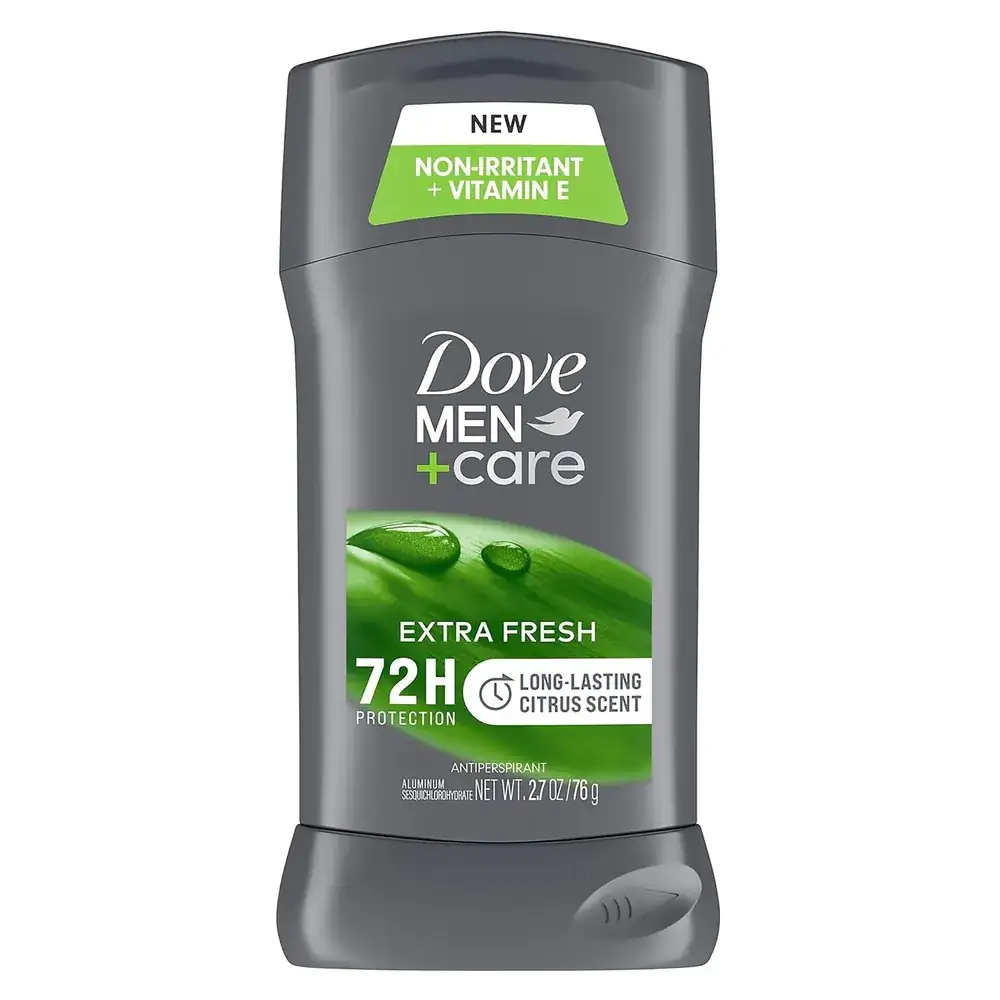 NEW
NON-IRRITANT
+ VITAMIN E
Dove
MEN
+care
EXTRA FRESH
72H
PROTECTION
LONG-LASTING
CITRUS SCENT
ANTIPERSPIRANT
ALUMINUM
SESQUICHLOROHYDRATE
NET WT. 2.7 OZ/76 g